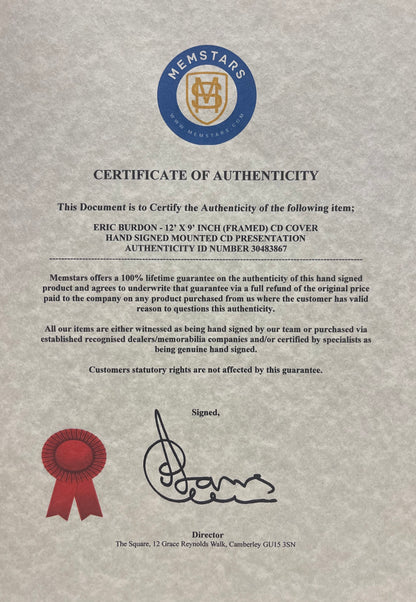 MEMSTARS
MS
WWW.MEMSTARS.COM
CERTIFICATE OF AUTHENTICITY
This Document is to Certify the Authenticity of the following item;
ERIC BURDON - 12' X 9' INCH (FRAMED) CD COVER
HAND SIGNED MOUNTED CD PRESENTATION
AUTHENTICITY ID NUMBER 30483867
Memstars offers a 100% lifetime guarantee on the authenticity of this hand signed
product and agrees to underwrite that guarantee via a full refund of the original price
paid to the company on any product purchased from us where the customer has valid
reason to questions this authenticity.
All our items are either witnessed as being hand signed by our team or purchased via
established recognised dealers/memorabilia companies and/or certified by specialists as
being genuine hand signed.
Customers statutory rights are not affected by this guarantee.
Signed,
Director
The Square, 12 Grace Reynolds Walk, Camberley GU15 3SN